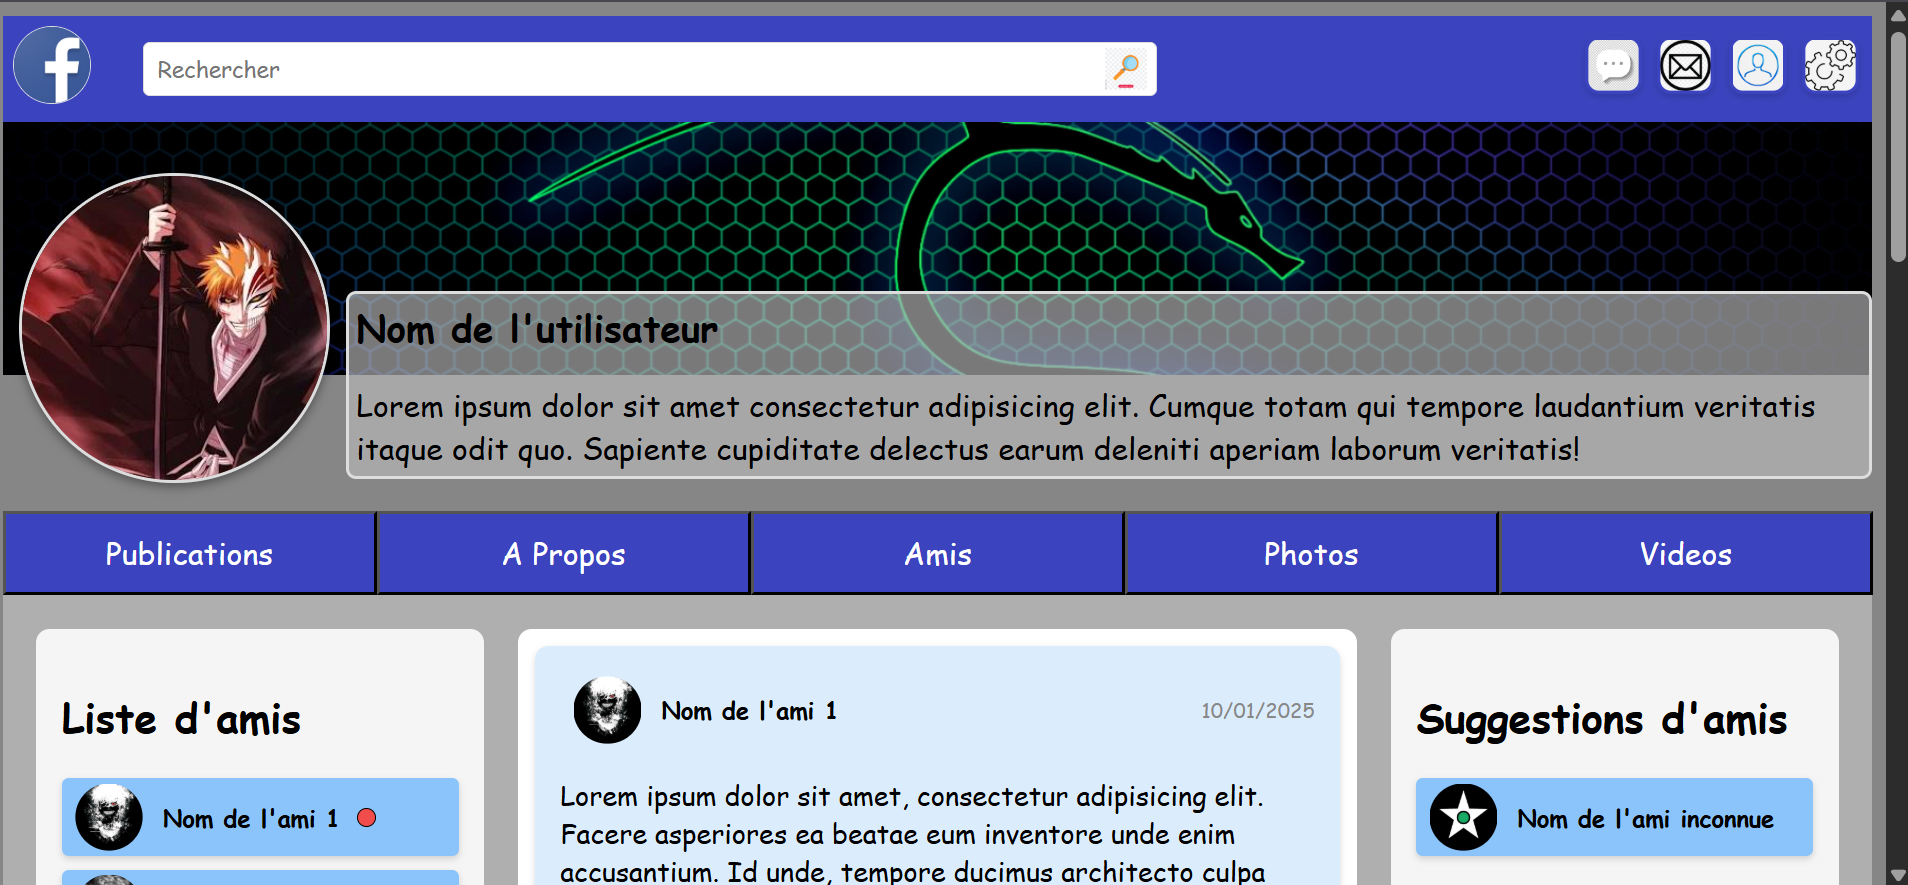 f
Rechercher
Nom de l'utilisateur
Lorem ipsum dolor sit amet consectetur adipisicing elit. Cumque totam qui tempore laudantium veritatis
itaque odit quo. Sapiente cupiditate delectus earum deleniti aperiam laborum veritatis!
Publications
A Propos
Amis
Photos
Videos
Liste d'amis
Nom de l'ami 1
Nom de l'ami 1
10/01/2025
Lorem ipsum dolor sit amet, consectetur adipisicing elit.
Facere asperiores ea beatae eum inventore unde enim
accusantium. Id unde, tempore ducimus architecto culpa
Suggestions d'amis
Nom de l'ami inconnue